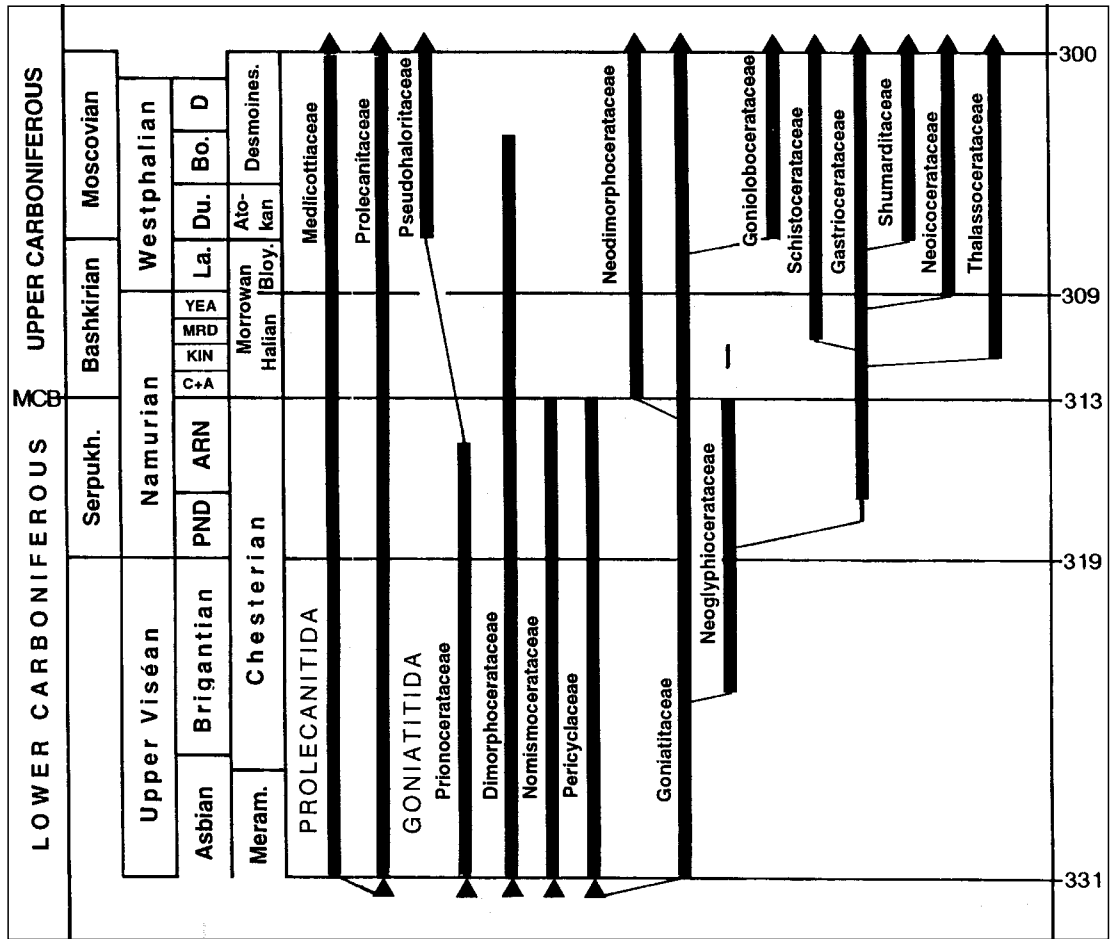 UPPER CARBONIFEROUS
LOWER CARBONIFEROUS
MCB
Moscovian
Bashkirian
Serpukh.
Westphalian
Namurian
Upper Viséan
D
Bo.
Du.
La.
YEA
MRD
KIN
C+A
ARN
PND
Brigantian
Asbian
Desmoines.
Ato-
kan
Bloy.
Morrowan
Halian
Chesterian
Meram.
PROLECANITIDA
Medlicottiaceae
Prolecanitaceae
GONIATITIDA
Pseudohaloritaceae
Prionocerataceae
Dimorphocerataceae
Nomismocerataceae
Pericyclaceae
Neodimorphocerataceae
Goniatitaceae
Neoglyphiocerataceae
Goniolobocerataceae
Schistocerataceae
Gastriocerataceae
Shumarditaceae
Neoicocerataceae
Thalassocerataceae
300
309
313
319
331